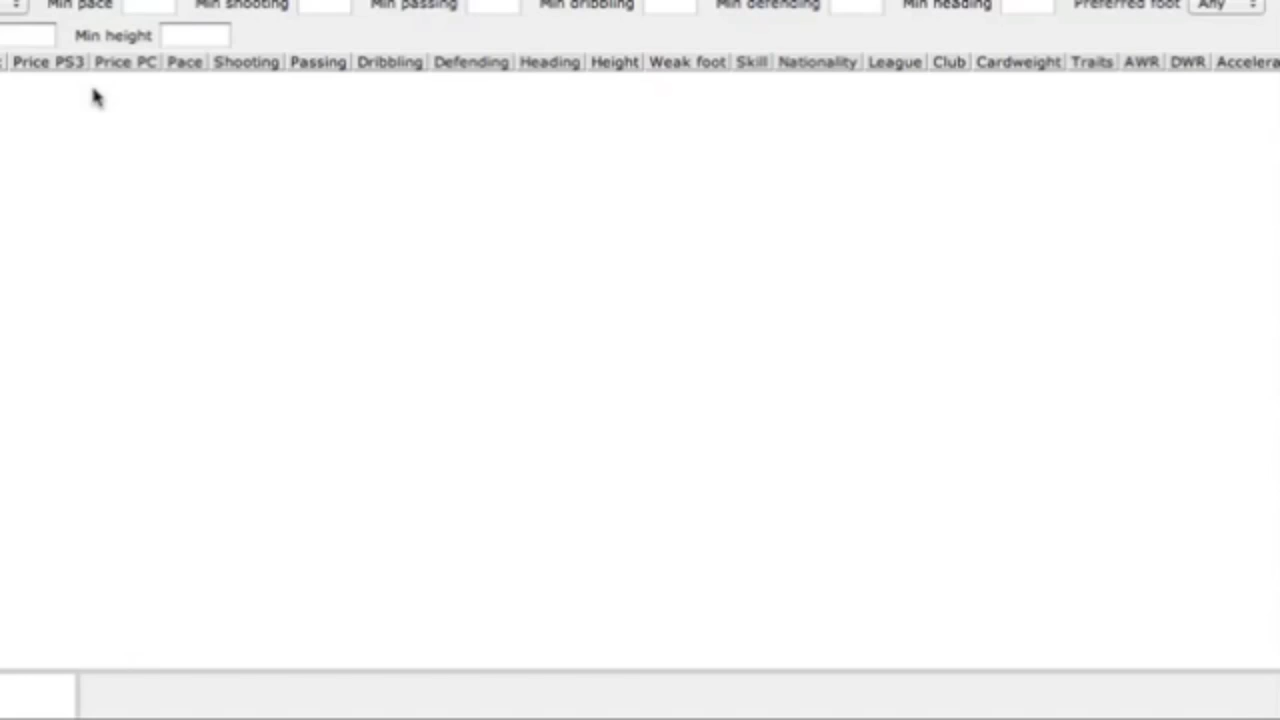 Min pace Min shooting Min passing Min dribbling Min defending Min heading Preferred foot Any
Min height
Price PS3 Price PC Pace Shooting Passing Dribbling Defending Heading Height Weak foot Skill Nationality League Club Cardweight Traits AWR DWR Accelera